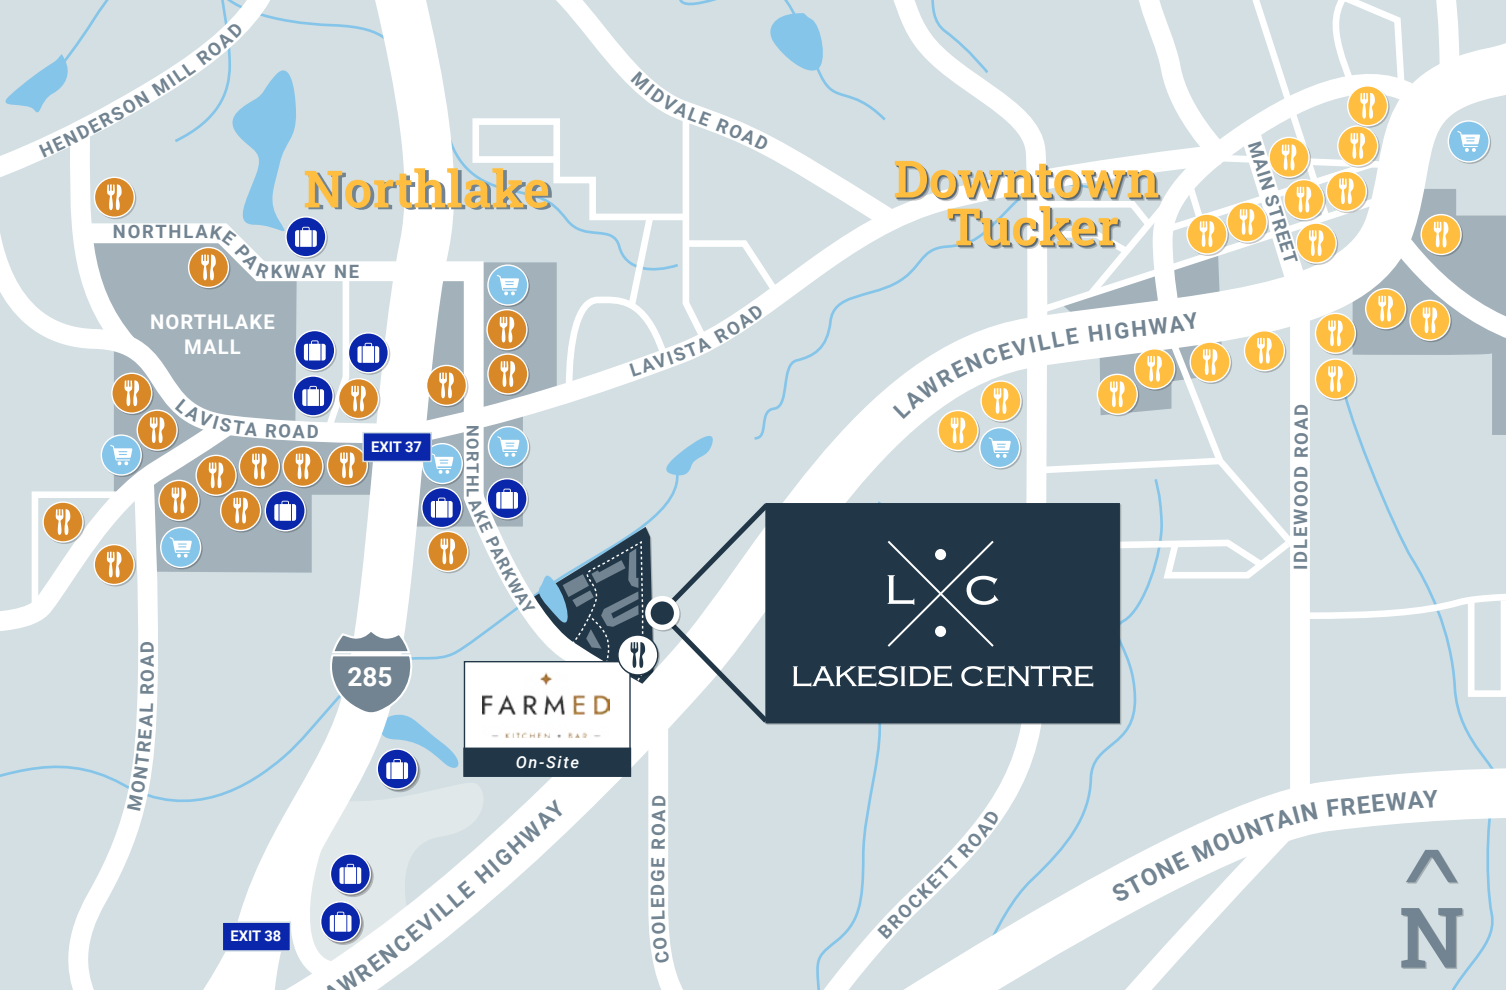 HENDERSON MILL ROAD
MIDVALE ROAD
Northlake
Downtown
Tucker
MAIN STREET
NORTHLAKE PARKWAY NE
NORTHLAKE
MALL
LAVISTA ROAD
LAWRENCEVILLE HIGHWAY
LAVISTA ROAD
EXIT 37
NORTHLAKE PARKWAY
IDLEWOOD ROAD
L C
LAKESIDE CENTRE
285
MONTREAL ROAD
FARMED
KITCHEN + BAR
On-Site
LAWRENCEVILLE HIGHWAY
COOLEDGE ROAD
BROCKETT ROAD
STONE MOUNTAIN FREEWAY
EXIT 38
N